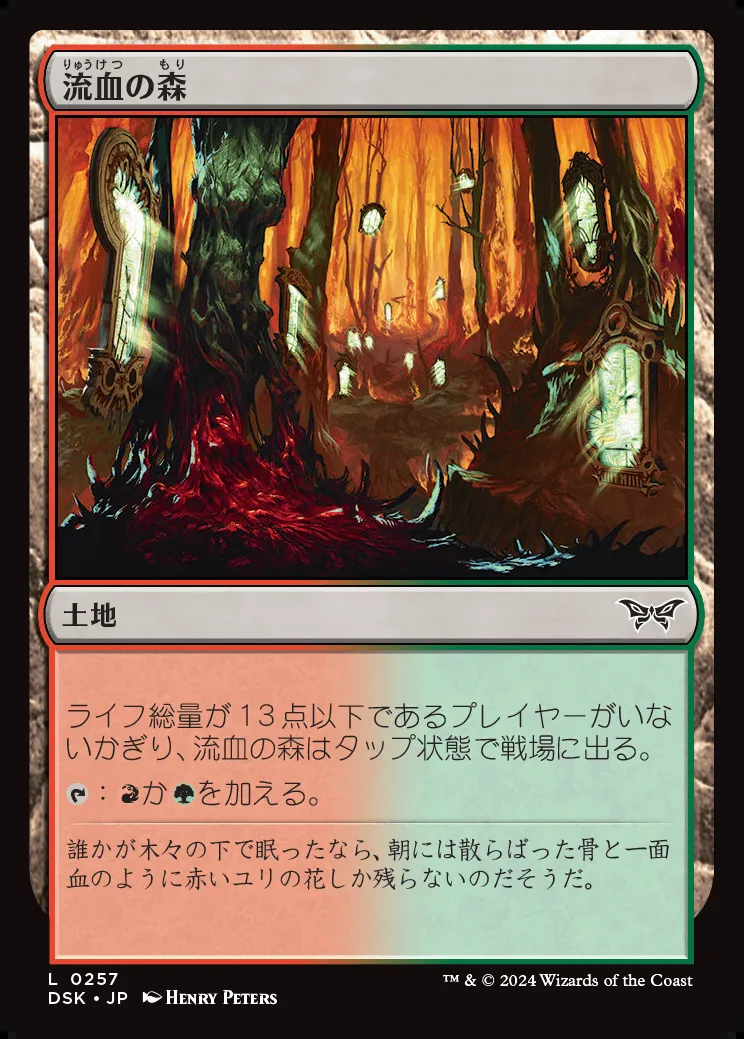 りゅうけつ もり
流血の森
土地
ライフ総量が13点以下であるプレイヤーがいな
いかぎり、流血の森はタップ状態で戦場に出る。
：か を加える。
誰かが木々の下で眠ったなら、朝には散らばった骨と一面
血のように赤いユリの花しか残らないのだそうだ。
L 0257
DSK • JP HENRY PETERS
™ & © 2024 Wizards of the Coast